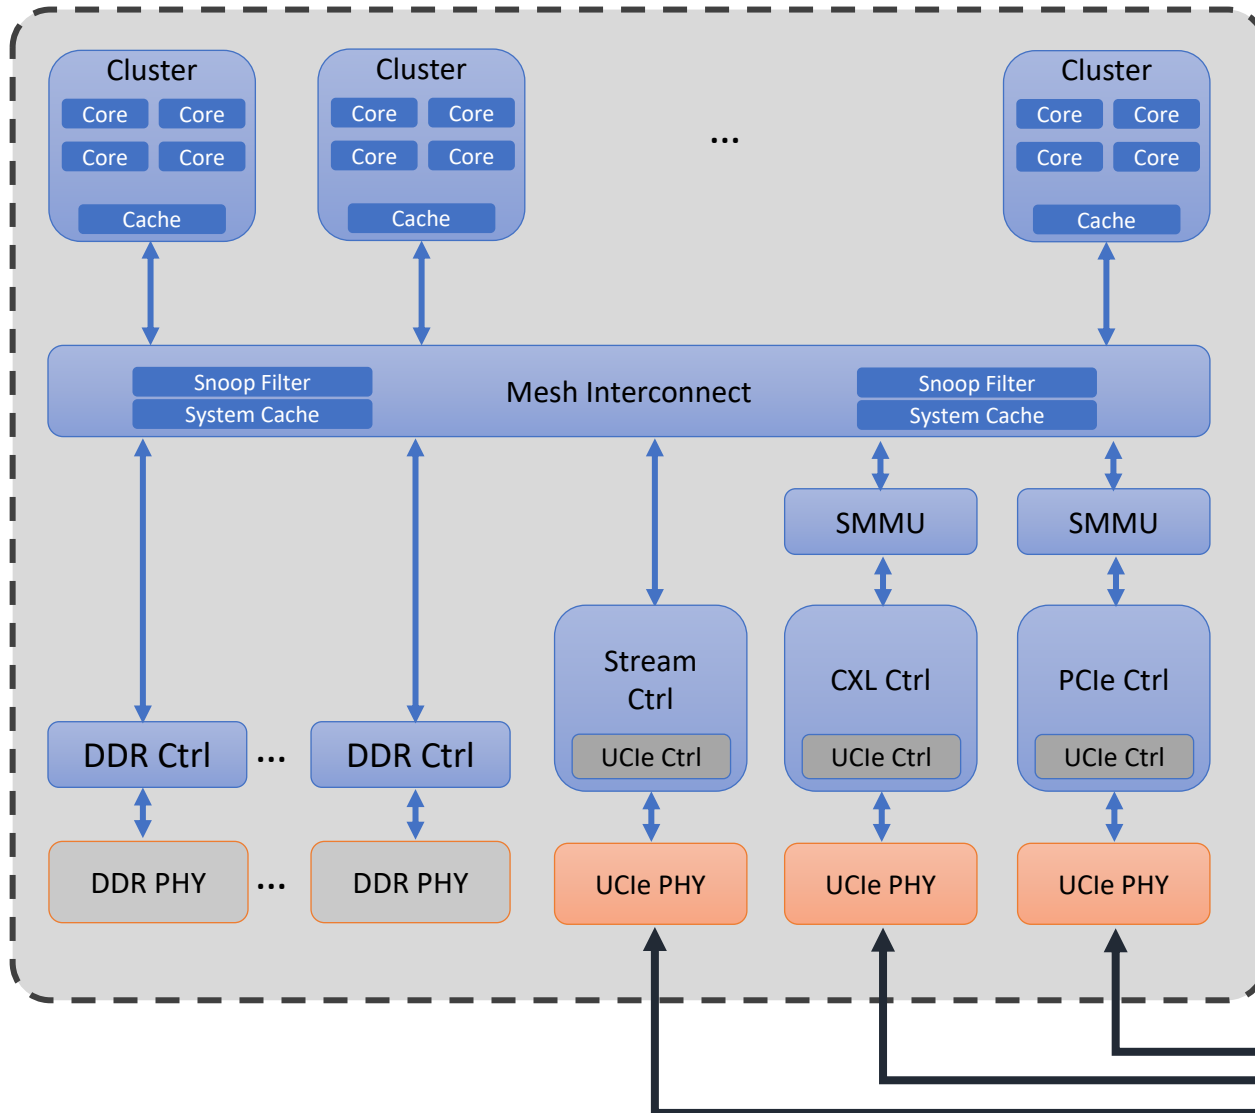 Cluster
Core Core
Core Core
Cache
Cluster
Core Core
Core Core
Cache
...
Cluster
Core Core
Core Core
Cache
Mesh Interconnect
Snoop Filter
System Cache
Snoop Filter
System Cache
SMMU
SMMU
Stream
Ctrl
UCIe Ctrl
CXL Ctrl
UCIe Ctrl
PCIe Ctrl
UCIe Ctrl
DDR Ctrl ... DDR Ctrl
DDR PHY ... DDR PHY
UCIe PHY
UCIe PHY
UCIe PHY